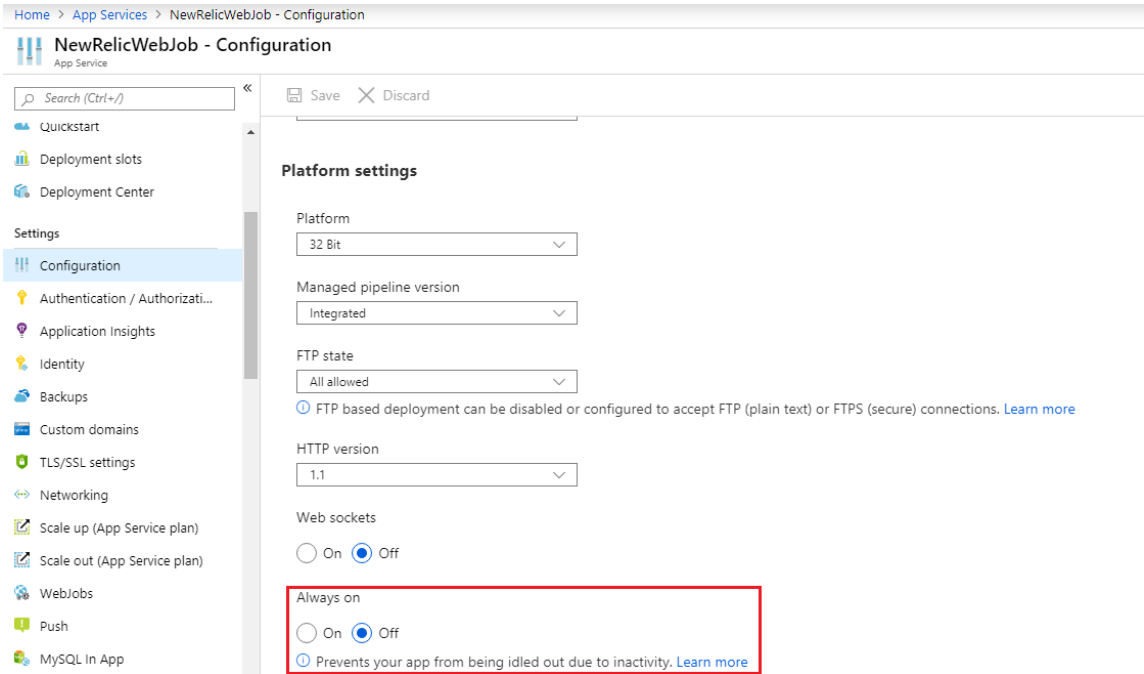 Home > App Services > NewRelicWebJob - Configuration
NewRelicWebJob - Configuration
App Service
Search (Ctrl+/)
«
Quickstart
Deployment slots
Deployment Center
Settings
Configuration
Authentication / Authorizati...
Application Insights
Identity
Backups
Custom domains
TLS/SSL settings
Networking
Scale up (App Service plan)
Scale out (App Service plan)
WebJobs
Push
MySQL In App
Save Discard
Platform settings
Platform
32 Bit
Managed pipeline version
Integrated
FTP state
All allowed
FTP based deployment can be disabled or configured to accept FTP (plain text) or FTPS (secure) connections. Learn more
HTTP version
1.1
Web sockets
On Off
Always on
On Off
Prevents your app from being idled out due to inactivity. Learn more